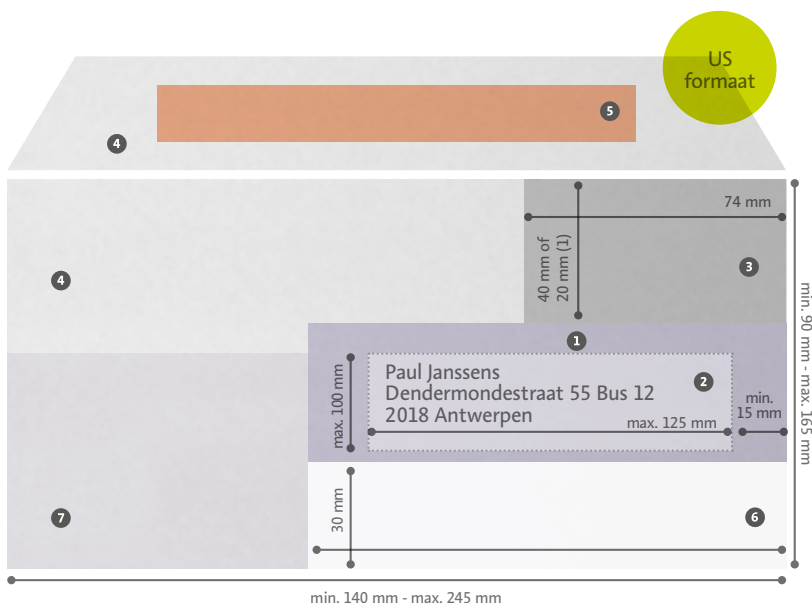 US
formaat
5
4
74 mm
40 mm of
20 mm (1)
3
4
1
min. 90 mm - max. 165 mm
max. 100 mm
Paul Janssens
Dendermondestraat 55 Bus 12
2018 Antwerpen
2
max. 125 mm
min.
15 mm
30 mm
7
6
min. 140 mm - max. 245 mm